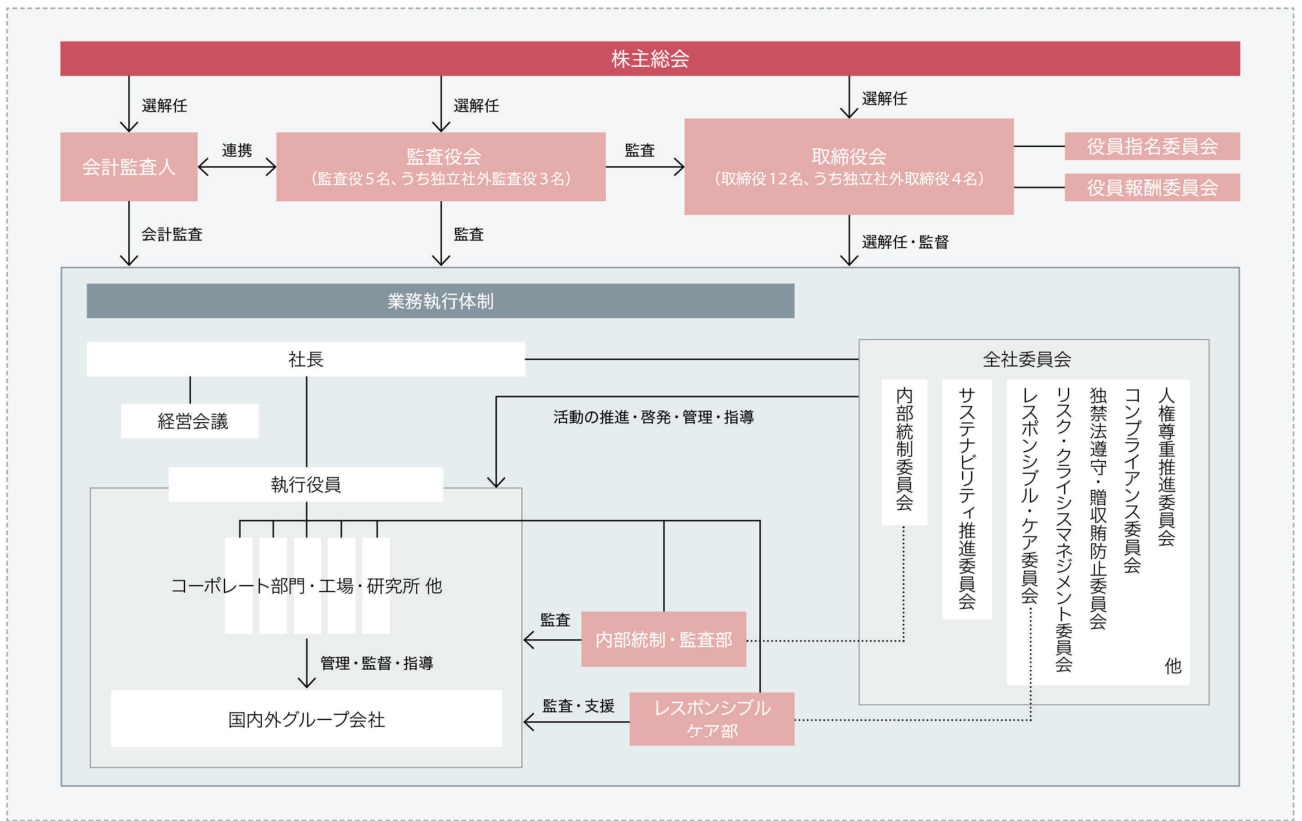 株主総会
選解任
選解任
選解任
会計監査人
連携
監査役会
(監査役5名、うち独立社外監査役3名)
監査
取締役会
(取締役12名、うち独立社外取締役4名)
役員指名委員会
役員報酬委員会
会計監査
監査
選解任・監督
業務執行体制
社長
経営会議
執行役員
活動の推進・啓発・管理・指導
コーポレート部門・工場・研究所 他
管理・監督・指導
国内外グループ会社
監査
内部統制・監査部
監査・支援
レスポンシブル
ケア部
全社委員会
内部統制委員会
サステナビリティ推進委員会
レスポンシブル・ケア委員会
リスク・クライシスマネジメント委員会
独禁法遵守・贈収賄防止委員会
コンプライアンス委員会
人権尊重推進委員会
他